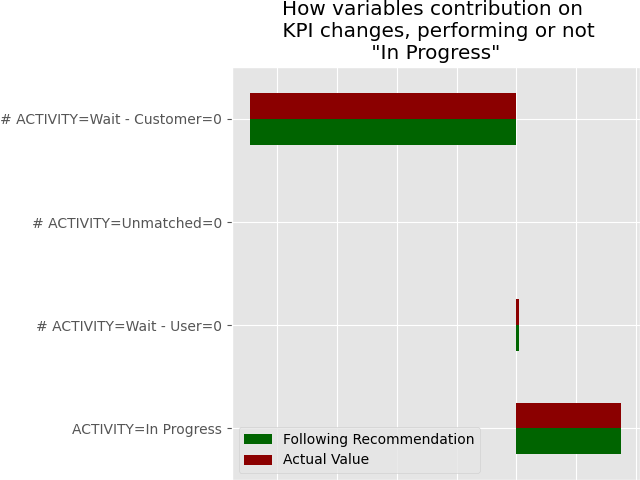 How variables contribution on
KPI changes, performing or not
"In Progress"
# ACTIVITY=Wait - Customer=0
# ACTIVITY=Unmatched=0
# ACTIVITY=Wait - User=0
ACTIVITY=In Progress
Following Recommendation
Actual Value